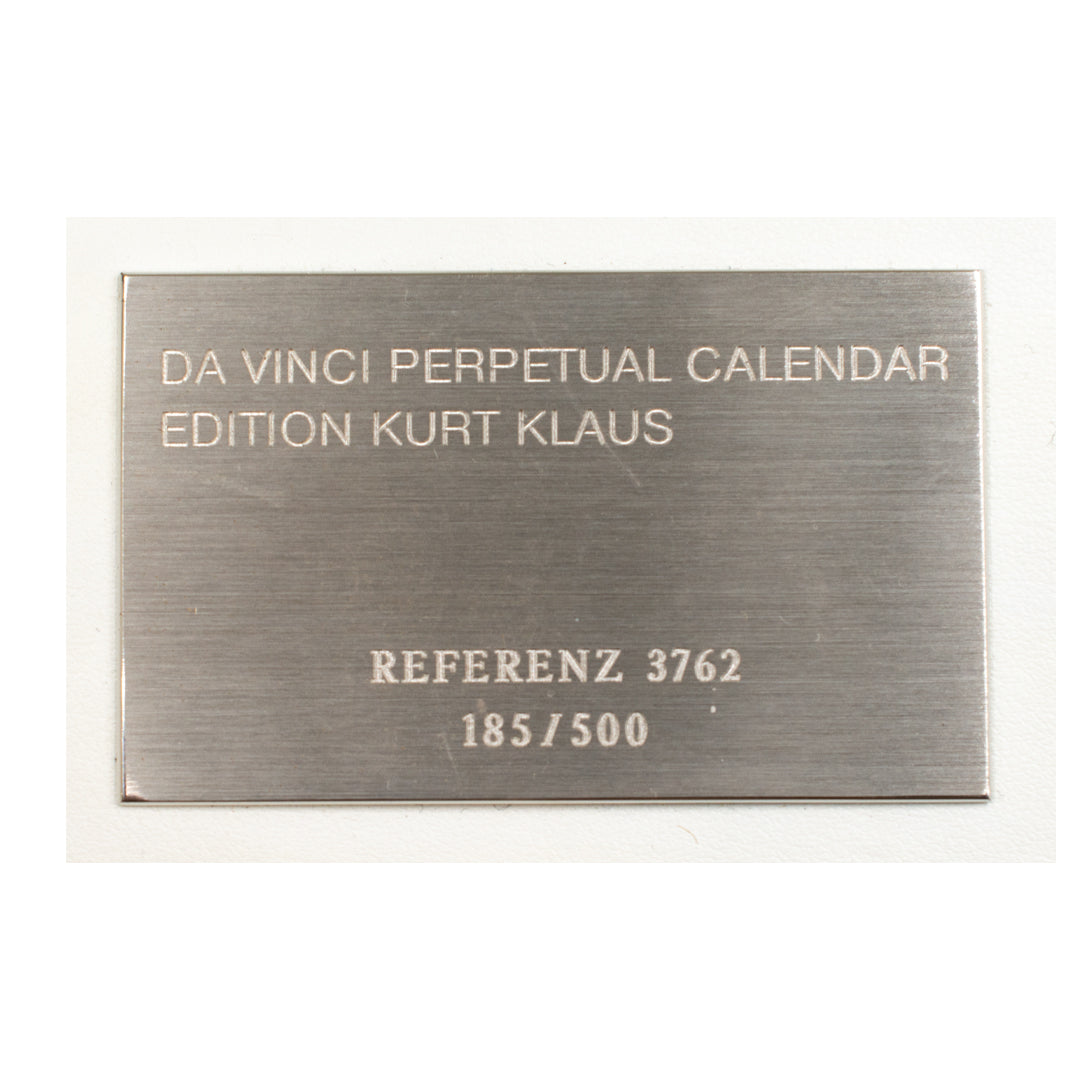 DA VINCI PERPETUAL CALENDAR
EDITION KURT KLAUS
REFERENZ 3762
185/500